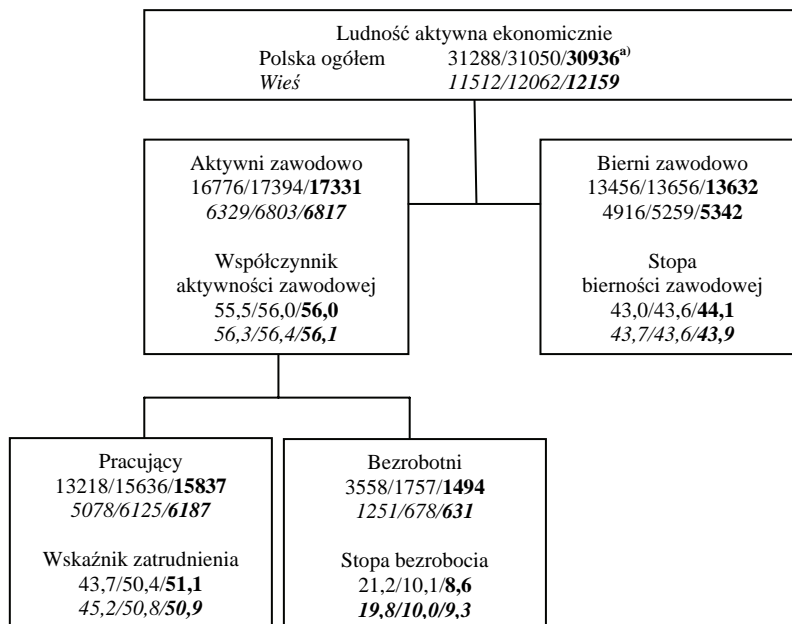 Ludność aktywna ekonomicznie
Polska ogółem 31288/31050/30936a)
Wieś 11512/12062/12159
Aktywni zawodowo
16776/17394/17331
6329/6803/6817
Współczynnik
aktywności zawodowej
55,5/56,0/56,0
56,3/56,4/56,1
Bierni zawodowo
13456/13656/13632
4916/5259/5342
Stopa
bierności zawodowej
43,0/43,6/44,1
43,7/43,6/43,9
Pracujący
13218/15636/15837
5078/6125/6187
Wskaźnik zatrudnienia
43,7/50,4/51,1
45,2/50,8/50,9
Bezrobotni
3558/1757/1494
1251/678/631
Stopa bezrobocia
21,2/10,1/8,6
19,8/10,0/9,3